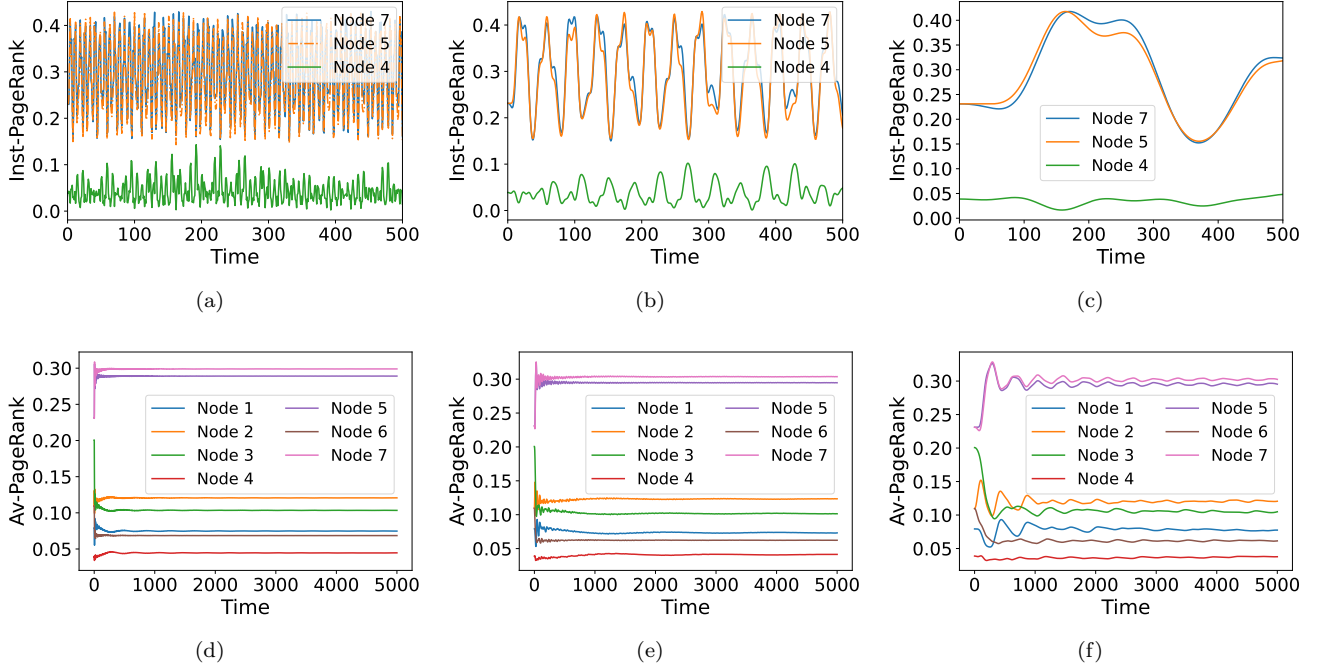 Inst-PageRank
0.4
0.3
0.2
0.1
0.0
Node 7
Node 5
Node 4
0 100 200 300 400 500
Time
(a)
Inst-PageRank
0.4
0.3
0.2
0.1
0.0
Node 7
Node 5
Node 4
0 100 200 300 400 500
Time
(b)
Inst-PageRank
0.40
0.35
0.30
0.25
0.20
0.15
0.10
0.05
0.00
Node 7
Node 5
Node 4
0 100 200 300 400 500
Time
(c)
Av-PageRank
0.30
0.25
0.20
0.15
0.10
0.05
Node 1 Node 5
Node 2 Node 6
Node 3 Node 7
Node 4
0 1000 2000 3000 4000 5000
Time
(d)
Av-PageRank
0.30
0.25
0.20
0.15
0.10
0.05
Node 1 Node 5
Node 2 Node 6
Node 3 Node 7
Node 4
0 1000 2000 3000 4000 5000
Time
(e)
Av-PageRank
0.30
0.25
0.20
0.15
0.10
0.05
Node 1 Node 5
Node 2 Node 6
Node 3 Node 7
Node 4
0 1000 2000 3000 4000 5000
Time
(f)